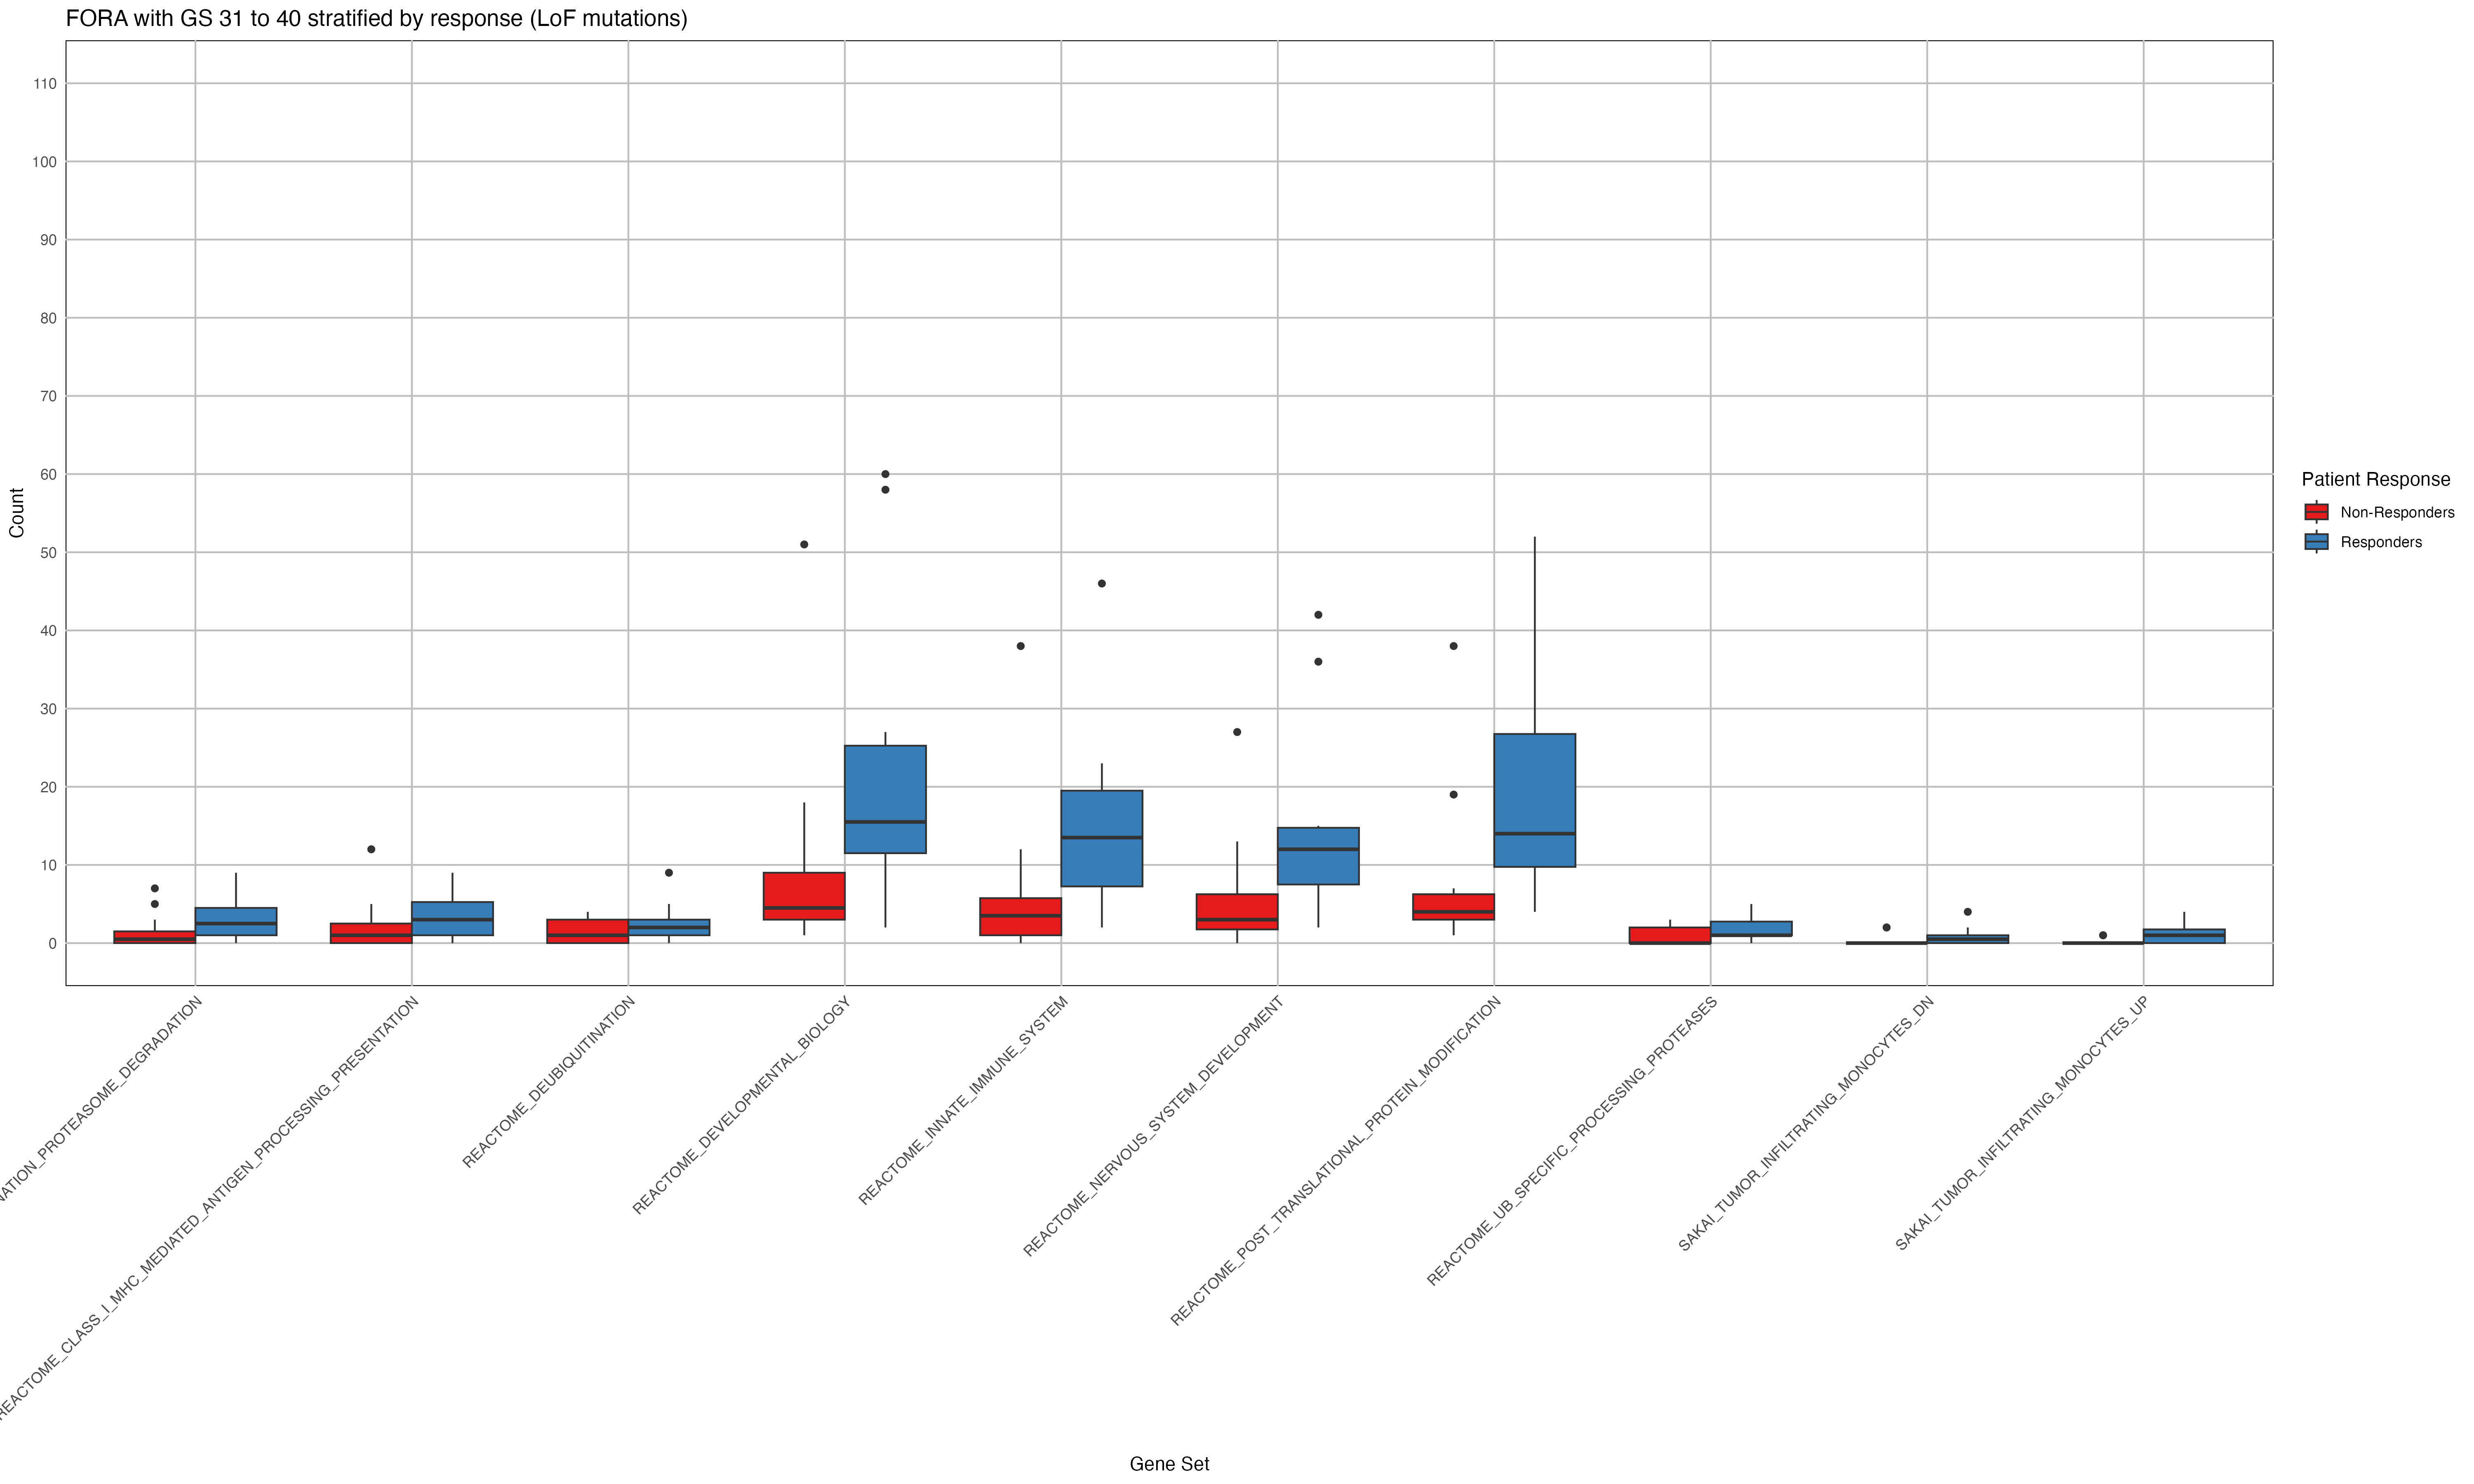 FORA with GS 31 to 40 stratified by response (LoF mutations)
110
100
90
80
70
60
50
40
30
20
10
0
Count
Patient Response
Non-Responders
Responders
NATION_PROTEASOME_DEGRADATION
REACTOME_CLASS_I_MHC_MEDIATED_ANTIGEN_PROCESSING_PRESENTATION
REACTOME_DEUBIQUITINATION
REACTOME_DEVELOPMENTAL_BIOLOGY
REACTOME_INNATE_IMMUNE_SYSTEM
REACTOME_NERVOUS_SYSTEM_DEVELOPMENT
REACTOME_POST_TRANSLATIONAL_PROTEIN_MODIFICATION
REACTOME_UB_SPECIFIC_PROCESSING_PROTEASES
SAKAI_TUMOR_INFILTRATING_MONOCYTES_DN
SAKAI_TUMOR_INFILTRATING_MONOCYTES_UP
Gene Set